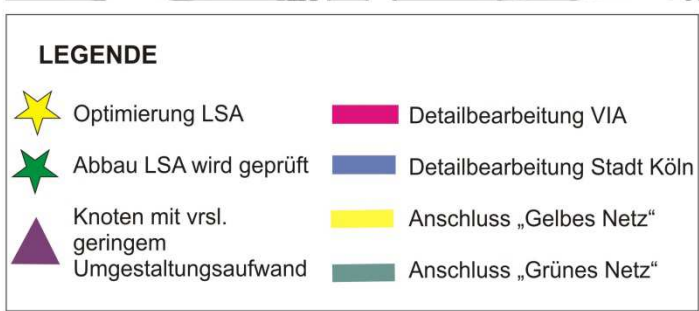 LEGENDE
Optimierung LSA
Abbau LSA wird geprüft
Knoten mit vrsl.
geringem
Umgestaltungsaufwand
Detailbearbeitung VIA
Detailbearbeitung Stadt Köln
Anschluss „Gelbes Netz“
Anschluss „Grünes Netz“